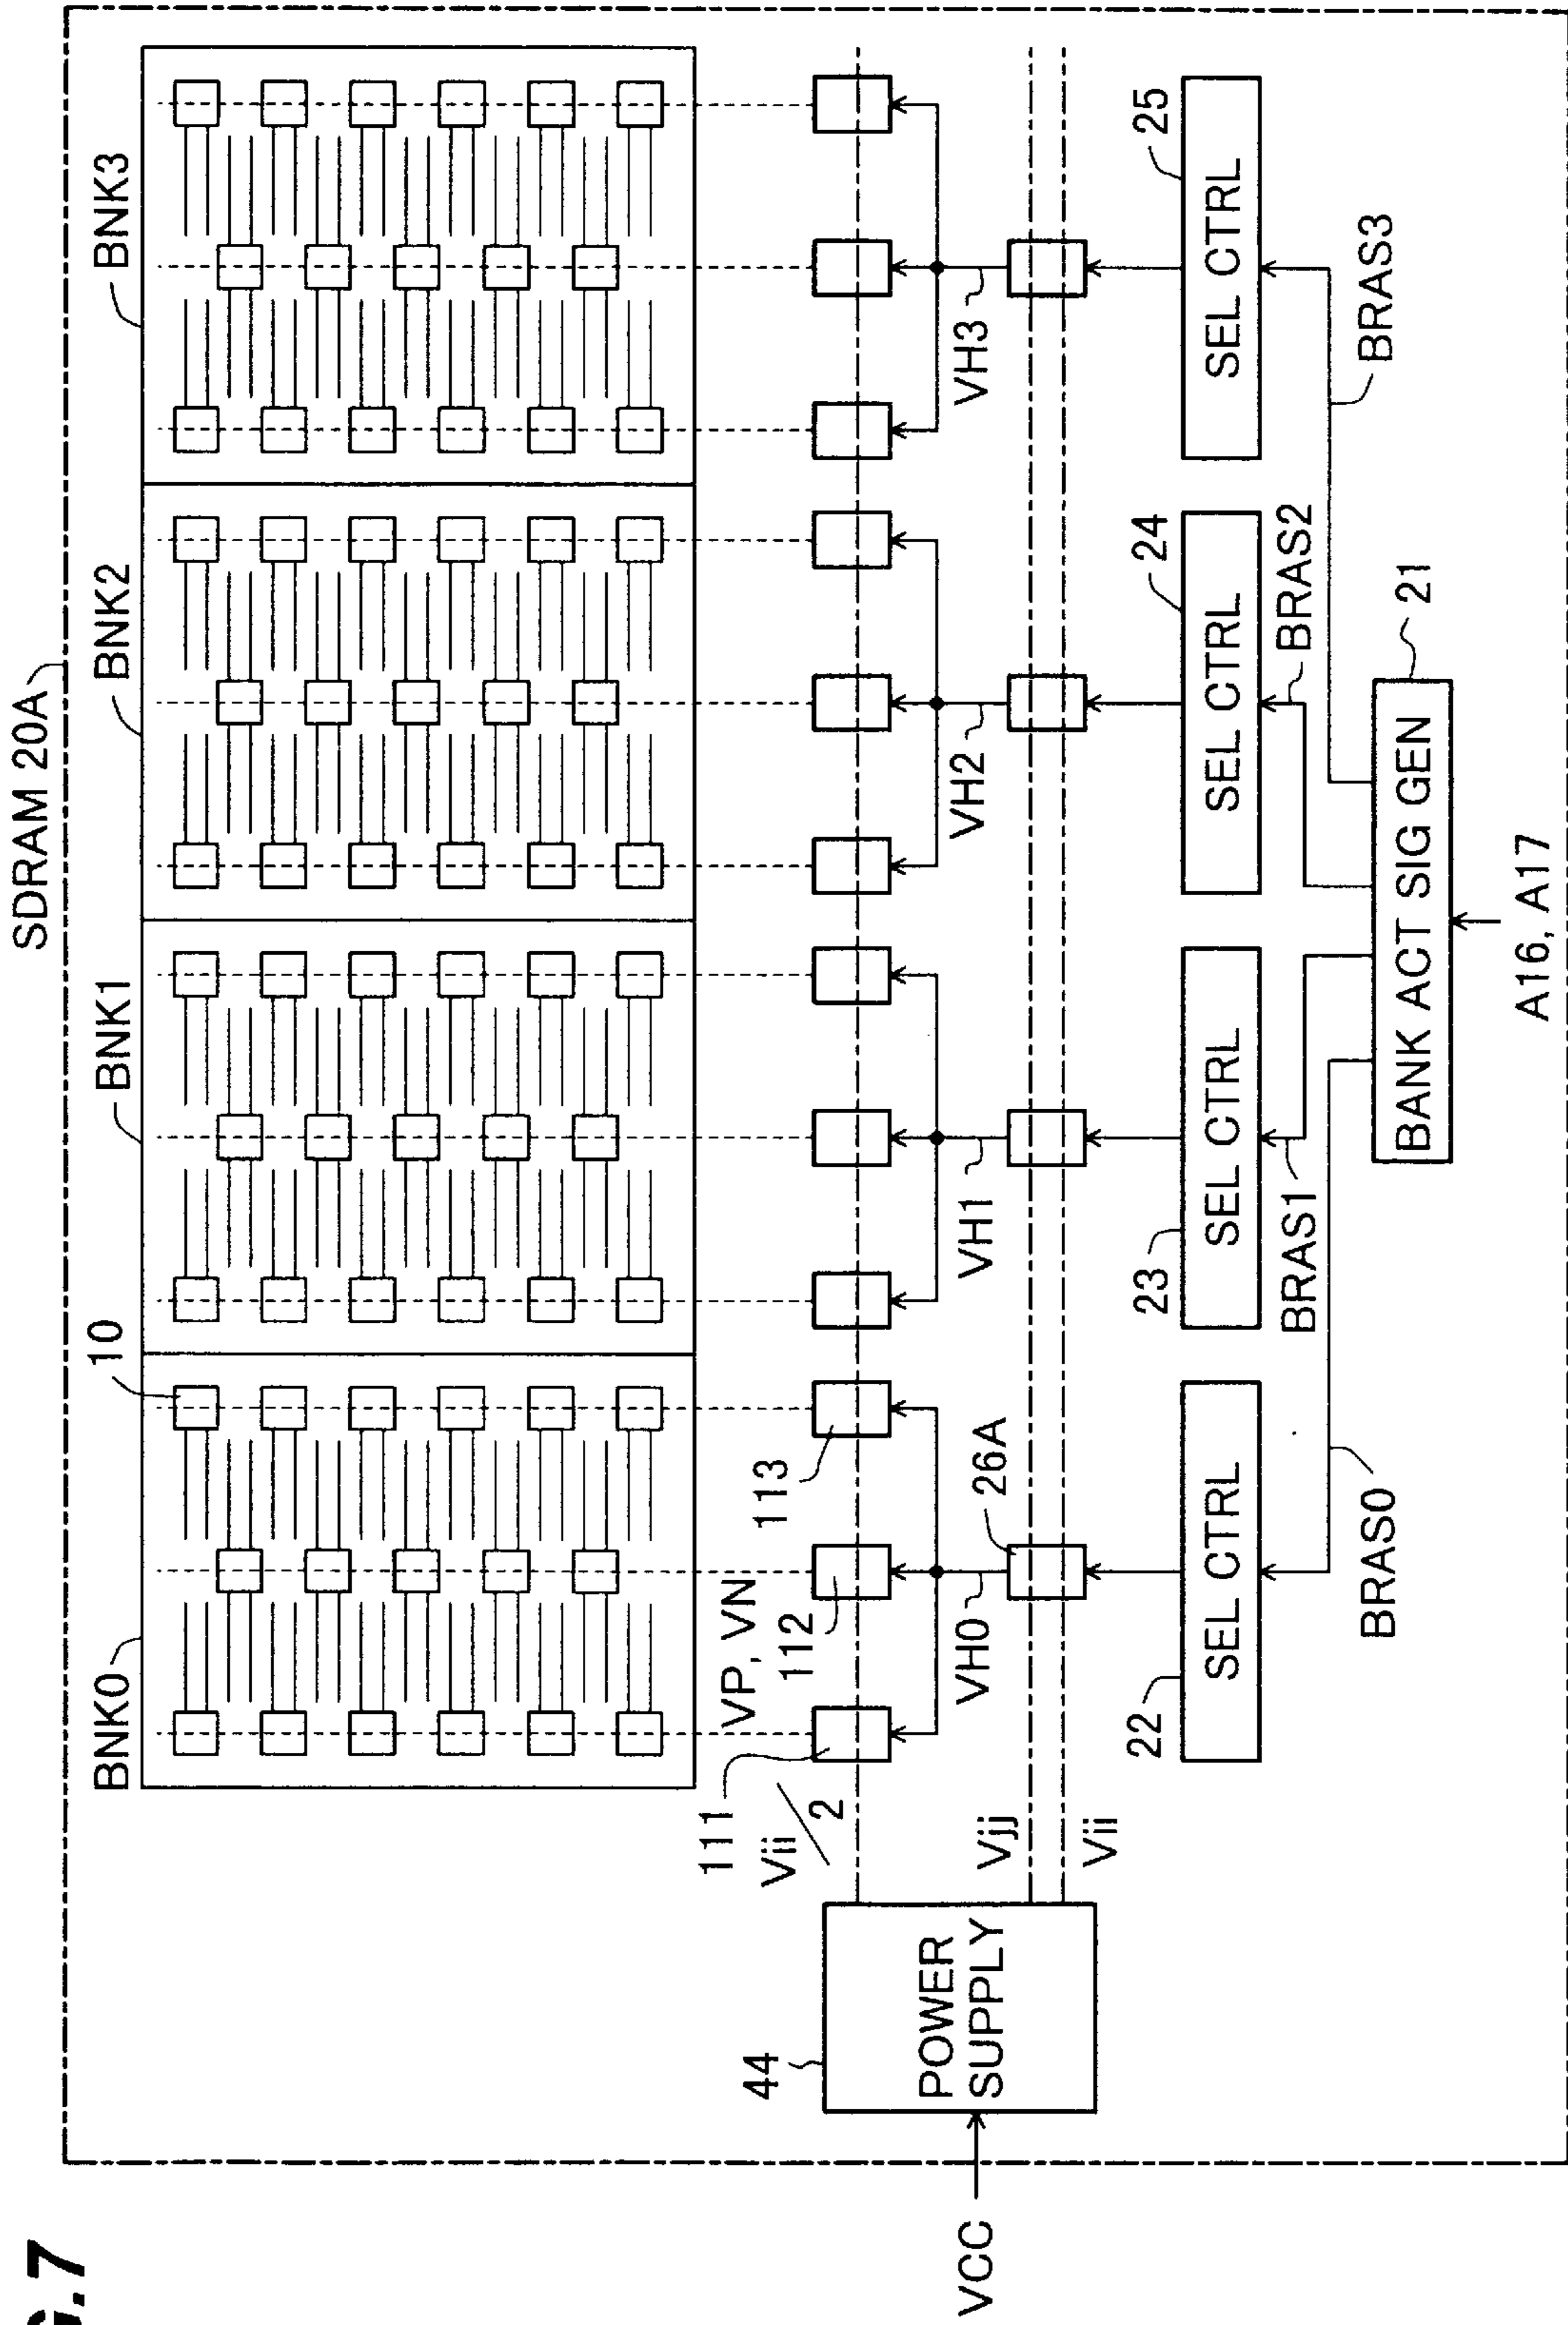 G.7
SDRAM 20A
BNK0
10
BNK1
BNK2
BNK3
111
Vii/2
VP, VN
112
113
44
POWER
SUPPLY
VCC
Vjj
Vii
VH0
26A
VH1
VH2
VH3
22
SEL CTRL
23
SEL CTRL
24
SEL CTRL
25
SEL CTRL
BRAS0
BRAS1
BRAS2
BRAS3
BANK ACT SIG GEN
21
A16, A17